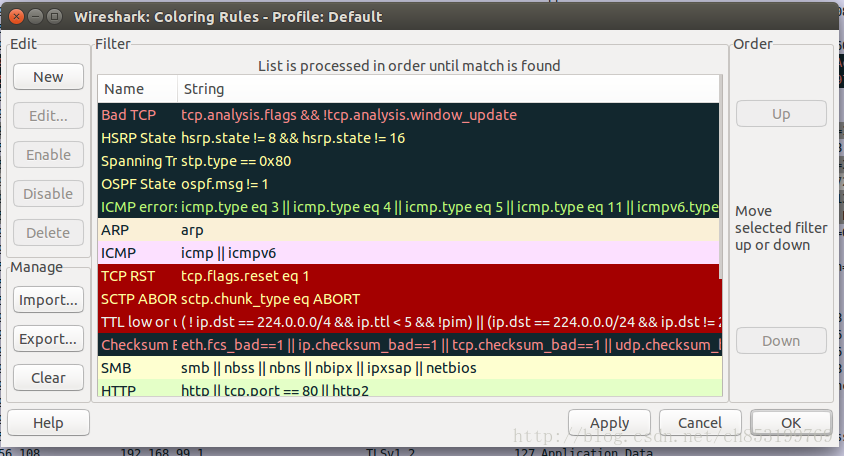 Wireshark: Coloring Rules - Profile: Default
Edit
Filter
Order
List is processed in order until match is found
New
Edit...
Enable
Disable
Delete
Manage
Import...
Export...
Clear
Name String
Bad TCP tcp.analysis.flags && !tcp.analysis.window_update
HSRP State hsrp.state != 8 && hsrp.state != 16
Spanning Tr stp.type == 0x80
OSPF State ospf.msg != 1
ICMP errors icmp.type eq 3 || icmp.type eq 4 || icmp.type eq 5 || icmp.type eq 11 || icmpv6.type
ARP arp
ICMP icmp || icmpv6
TCP RST tcp.flags.reset eq 1
SCTP ABOR sctp.chunk_type eq ABORT
TTL low or u ( ! ip.dst == 224.0.0.0/4 && ip.ttl < 5 && !pim) || (ip.dst == 224.0.0.0/24 && ip.dst != 2
Checksum E eth.fcs_bad==1 || ip.checksum_bad==1 || tcp.checksum_bad==1 || udp.checksum_b
SMB smb || nbss || nbns || nbipx || ipxsap || netbios
HTTP http || tcp.port == 80 || http2
Up
Move
selected filter
up or down
Down
Help
Apply
Cancel
OK
http://blog.csdn.net/ch853199769
56.108 192.168.99.1 TLSv1.2 127 Application Data